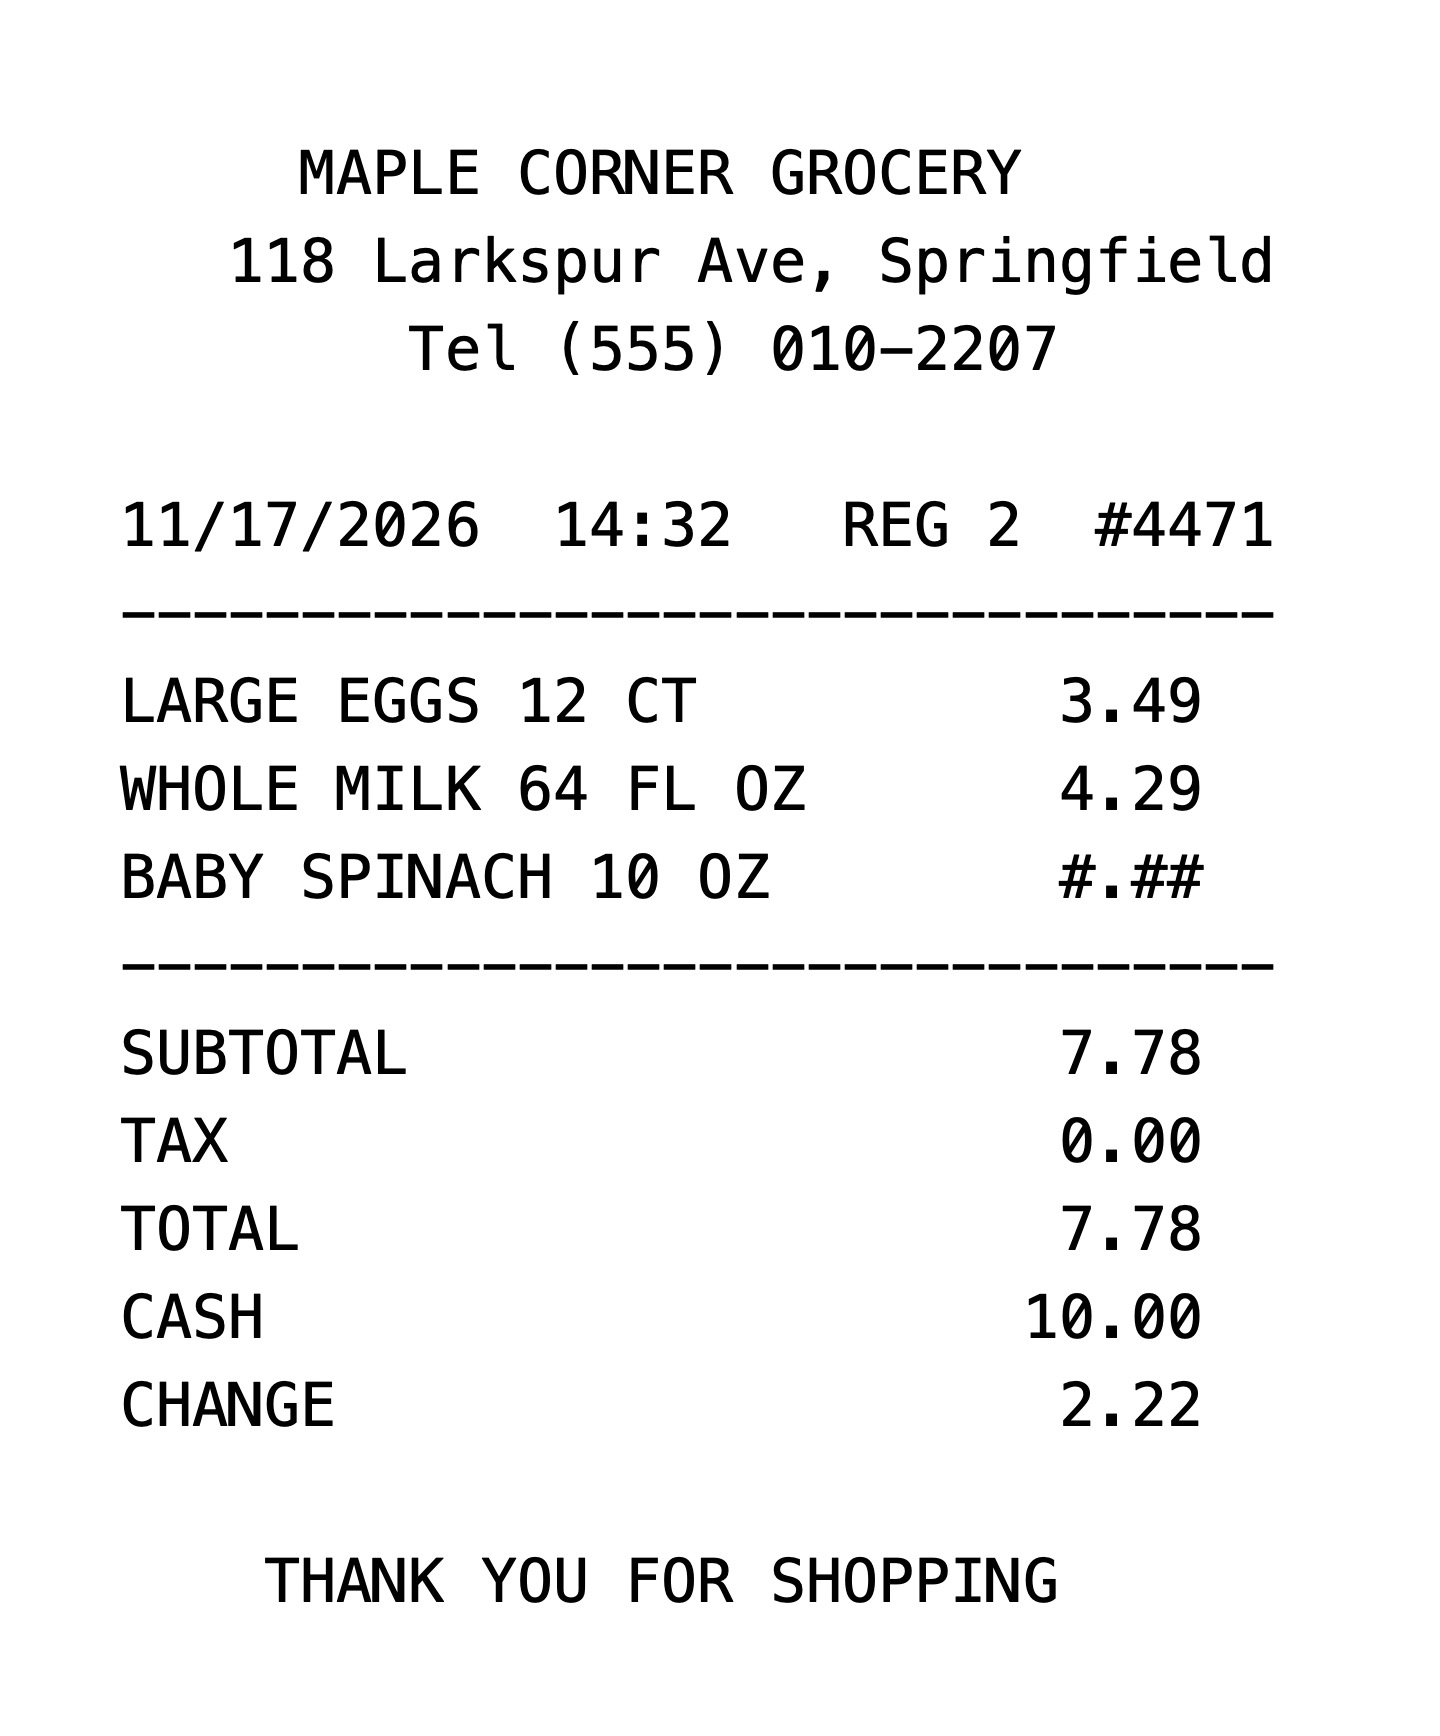 MAPLE CORNER GROCERY
118 Larkspur Ave, Springfield
Tel (555) 010-2207
11/17/2026 14:32 REG 2 #4471
--------------------------------
LARGE EGGS 12 CT 3.49
WHOLE MILK 64 FL OZ 4.29
BABY SPINACH 10 OZ #.##
--------------------------------
SUBTOTAL 7.78
TAX 0.00
TOTAL 7.78
CASH 10.00
CHANGE 2.22
THANK YOU FOR SHOPPING